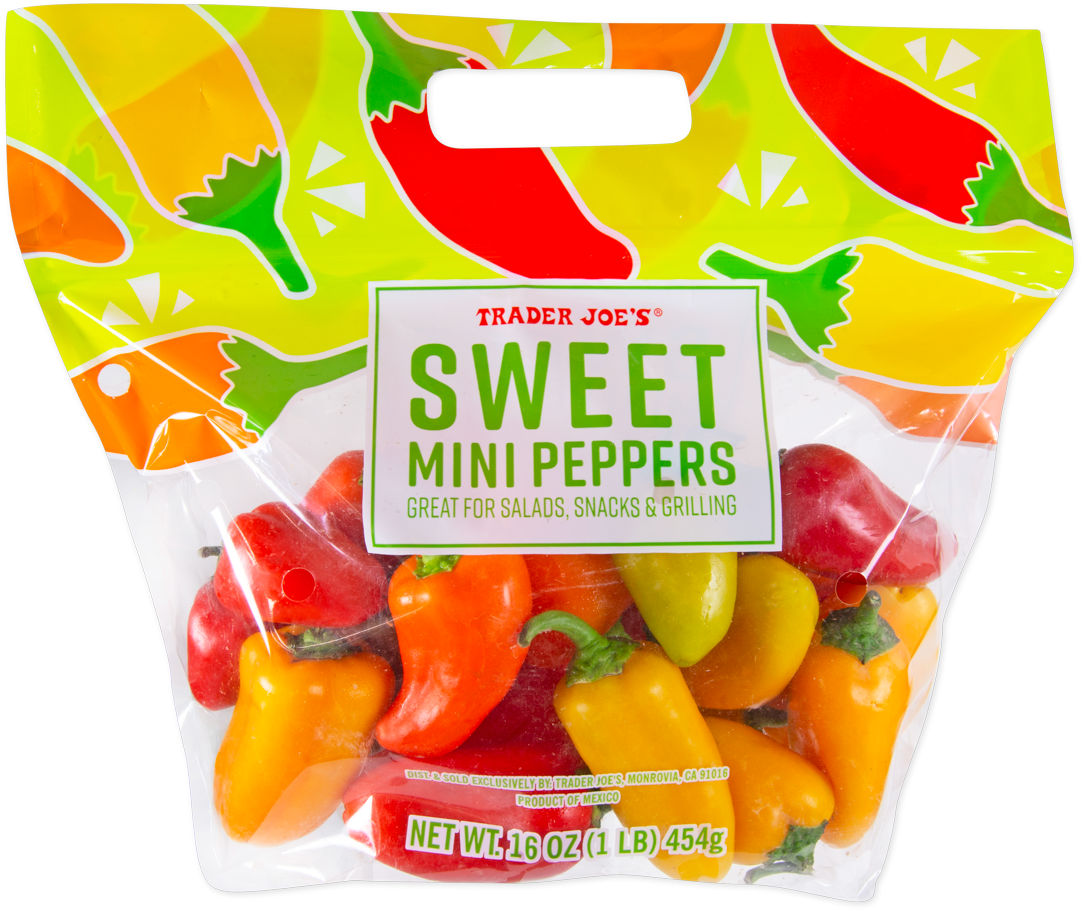 TRADER JOE'S®
SWEET
MINI PEPPERS
GREAT FOR SALADS, SNACKS & GRILLING
DIST. & SOLD EXCLUSIVELY BY: TRADER JOE'S, MONROVIA, CA 91016
PRODUCT OF MEXICO
NET WT. 16 OZ (1 LB) 454g